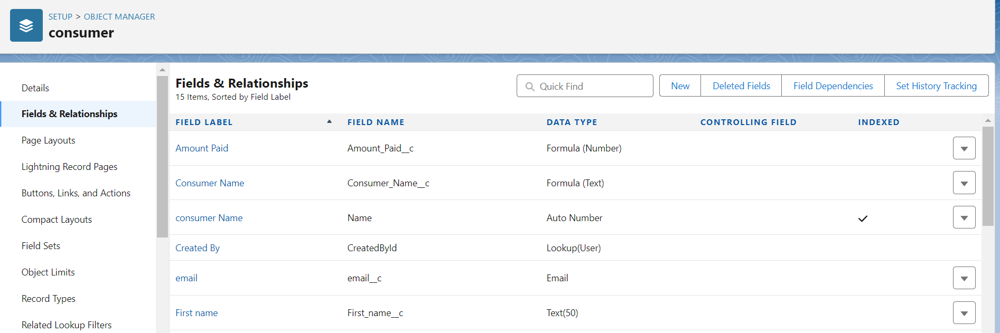 SETUP > OBJECT MANAGER
consumer
Details
Fields & Relationships
Page Layouts
Lightning Record Pages
Buttons, Links, and Actions
Compact Layouts
Field Sets
Object Limits
Record Types
Related Lookup Filters
Fields & Relationships
15 Items, Sorted by Field Label
Quick Find
New Deleted Fields Field Dependencies Set History Tracking
FIELD LABEL FIELD NAME DATA TYPE CONTROLLING FIELD INDEXED
Amount Paid Amount_Paid__c Formula (Number)
Consumer Name Consumer_Name__c Formula (Text)
consumer Name Name Auto Number
Created By CreatedById Lookup(User)
email email__c Email
First name First_name__c Text(50)